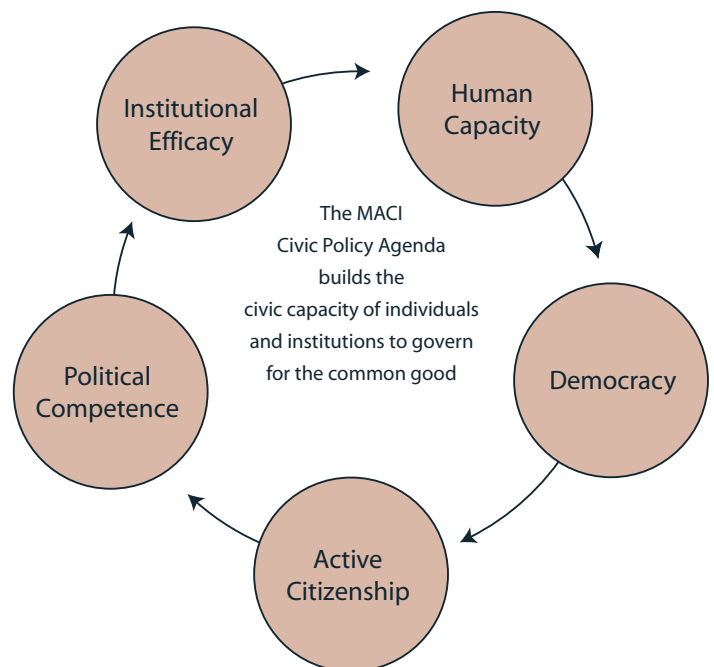 Institutional
Efficacy
Human
Capacity
The MACI
Civic Policy Agenda
builds the
civic capacity of individuals
and institutions to govern
for the common good
Democracy
Political
Competence
Active
Citizenship